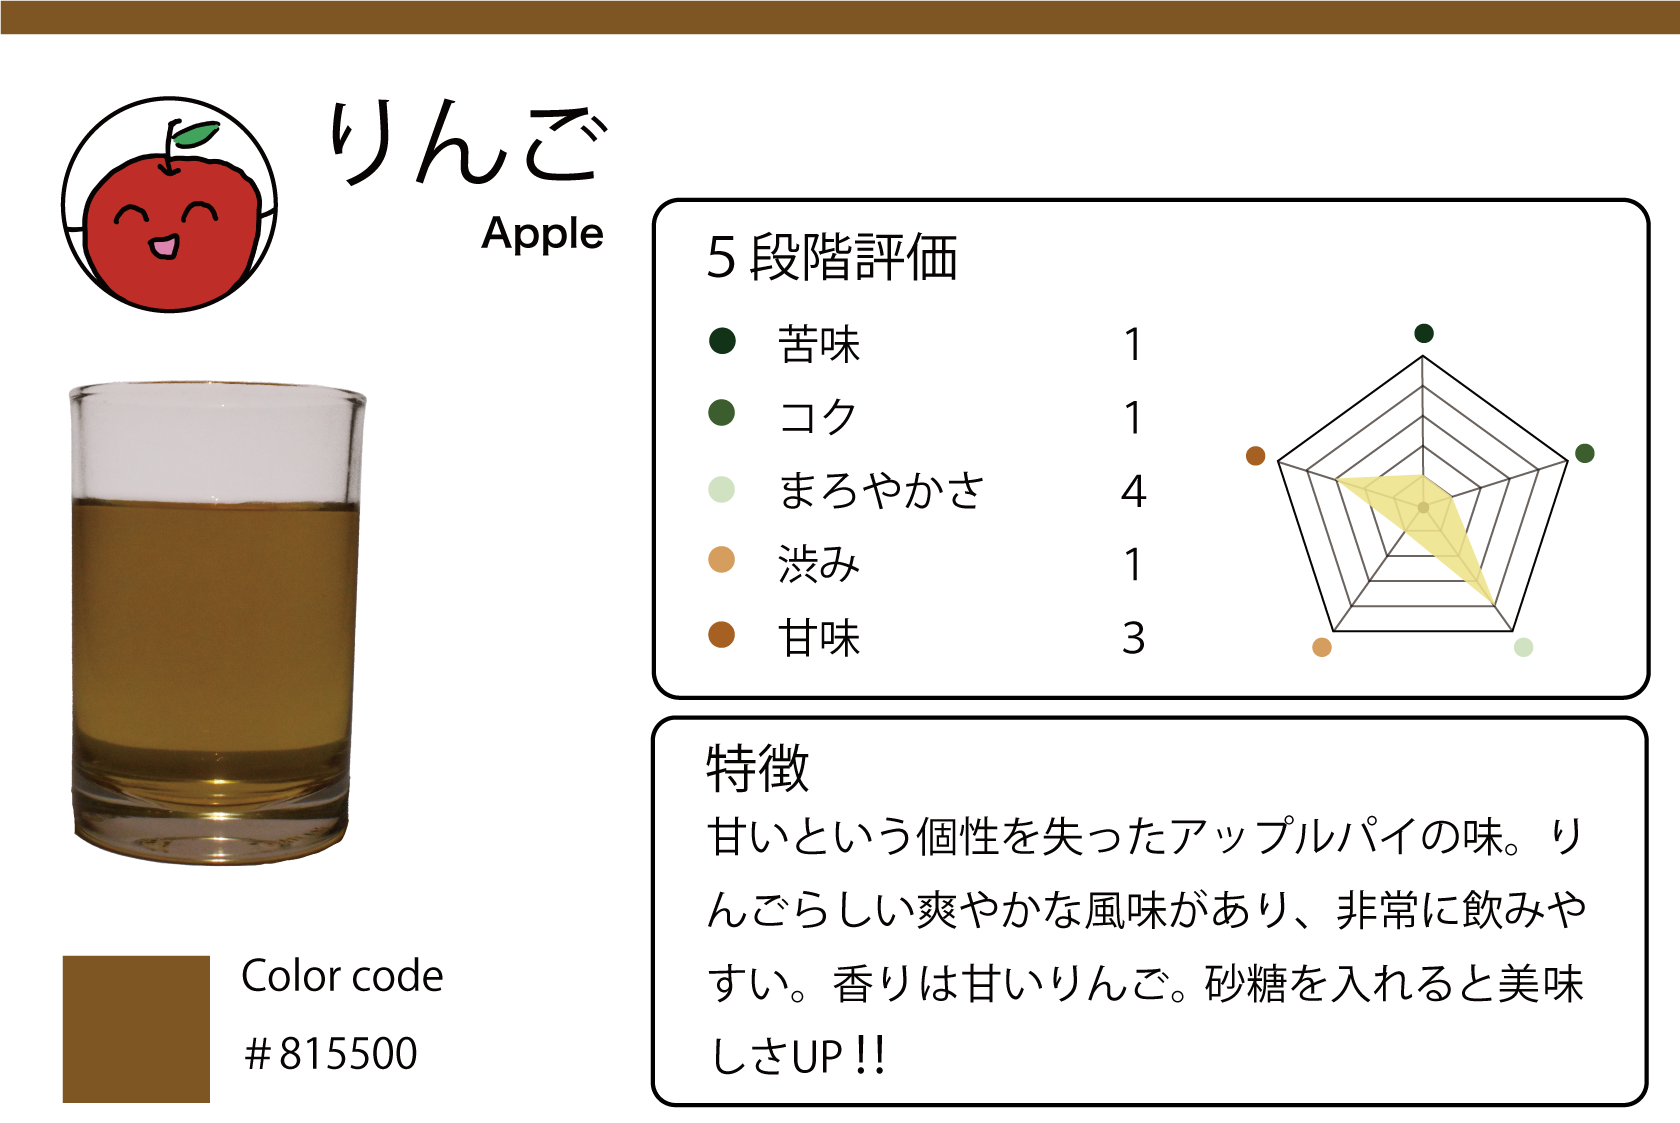 りんご
Apple
5 段階評価
苦味 1
コク 1
まろやかさ 4
渋み 1
甘味 3
特徴
甘いという個性を失ったアップルパイの味。り
んごらしい爽やかな風味があり、非常に飲みや
すい。香りは甘いりんご。砂糖を入れると美味
しさUP！！
Color code
＃815500